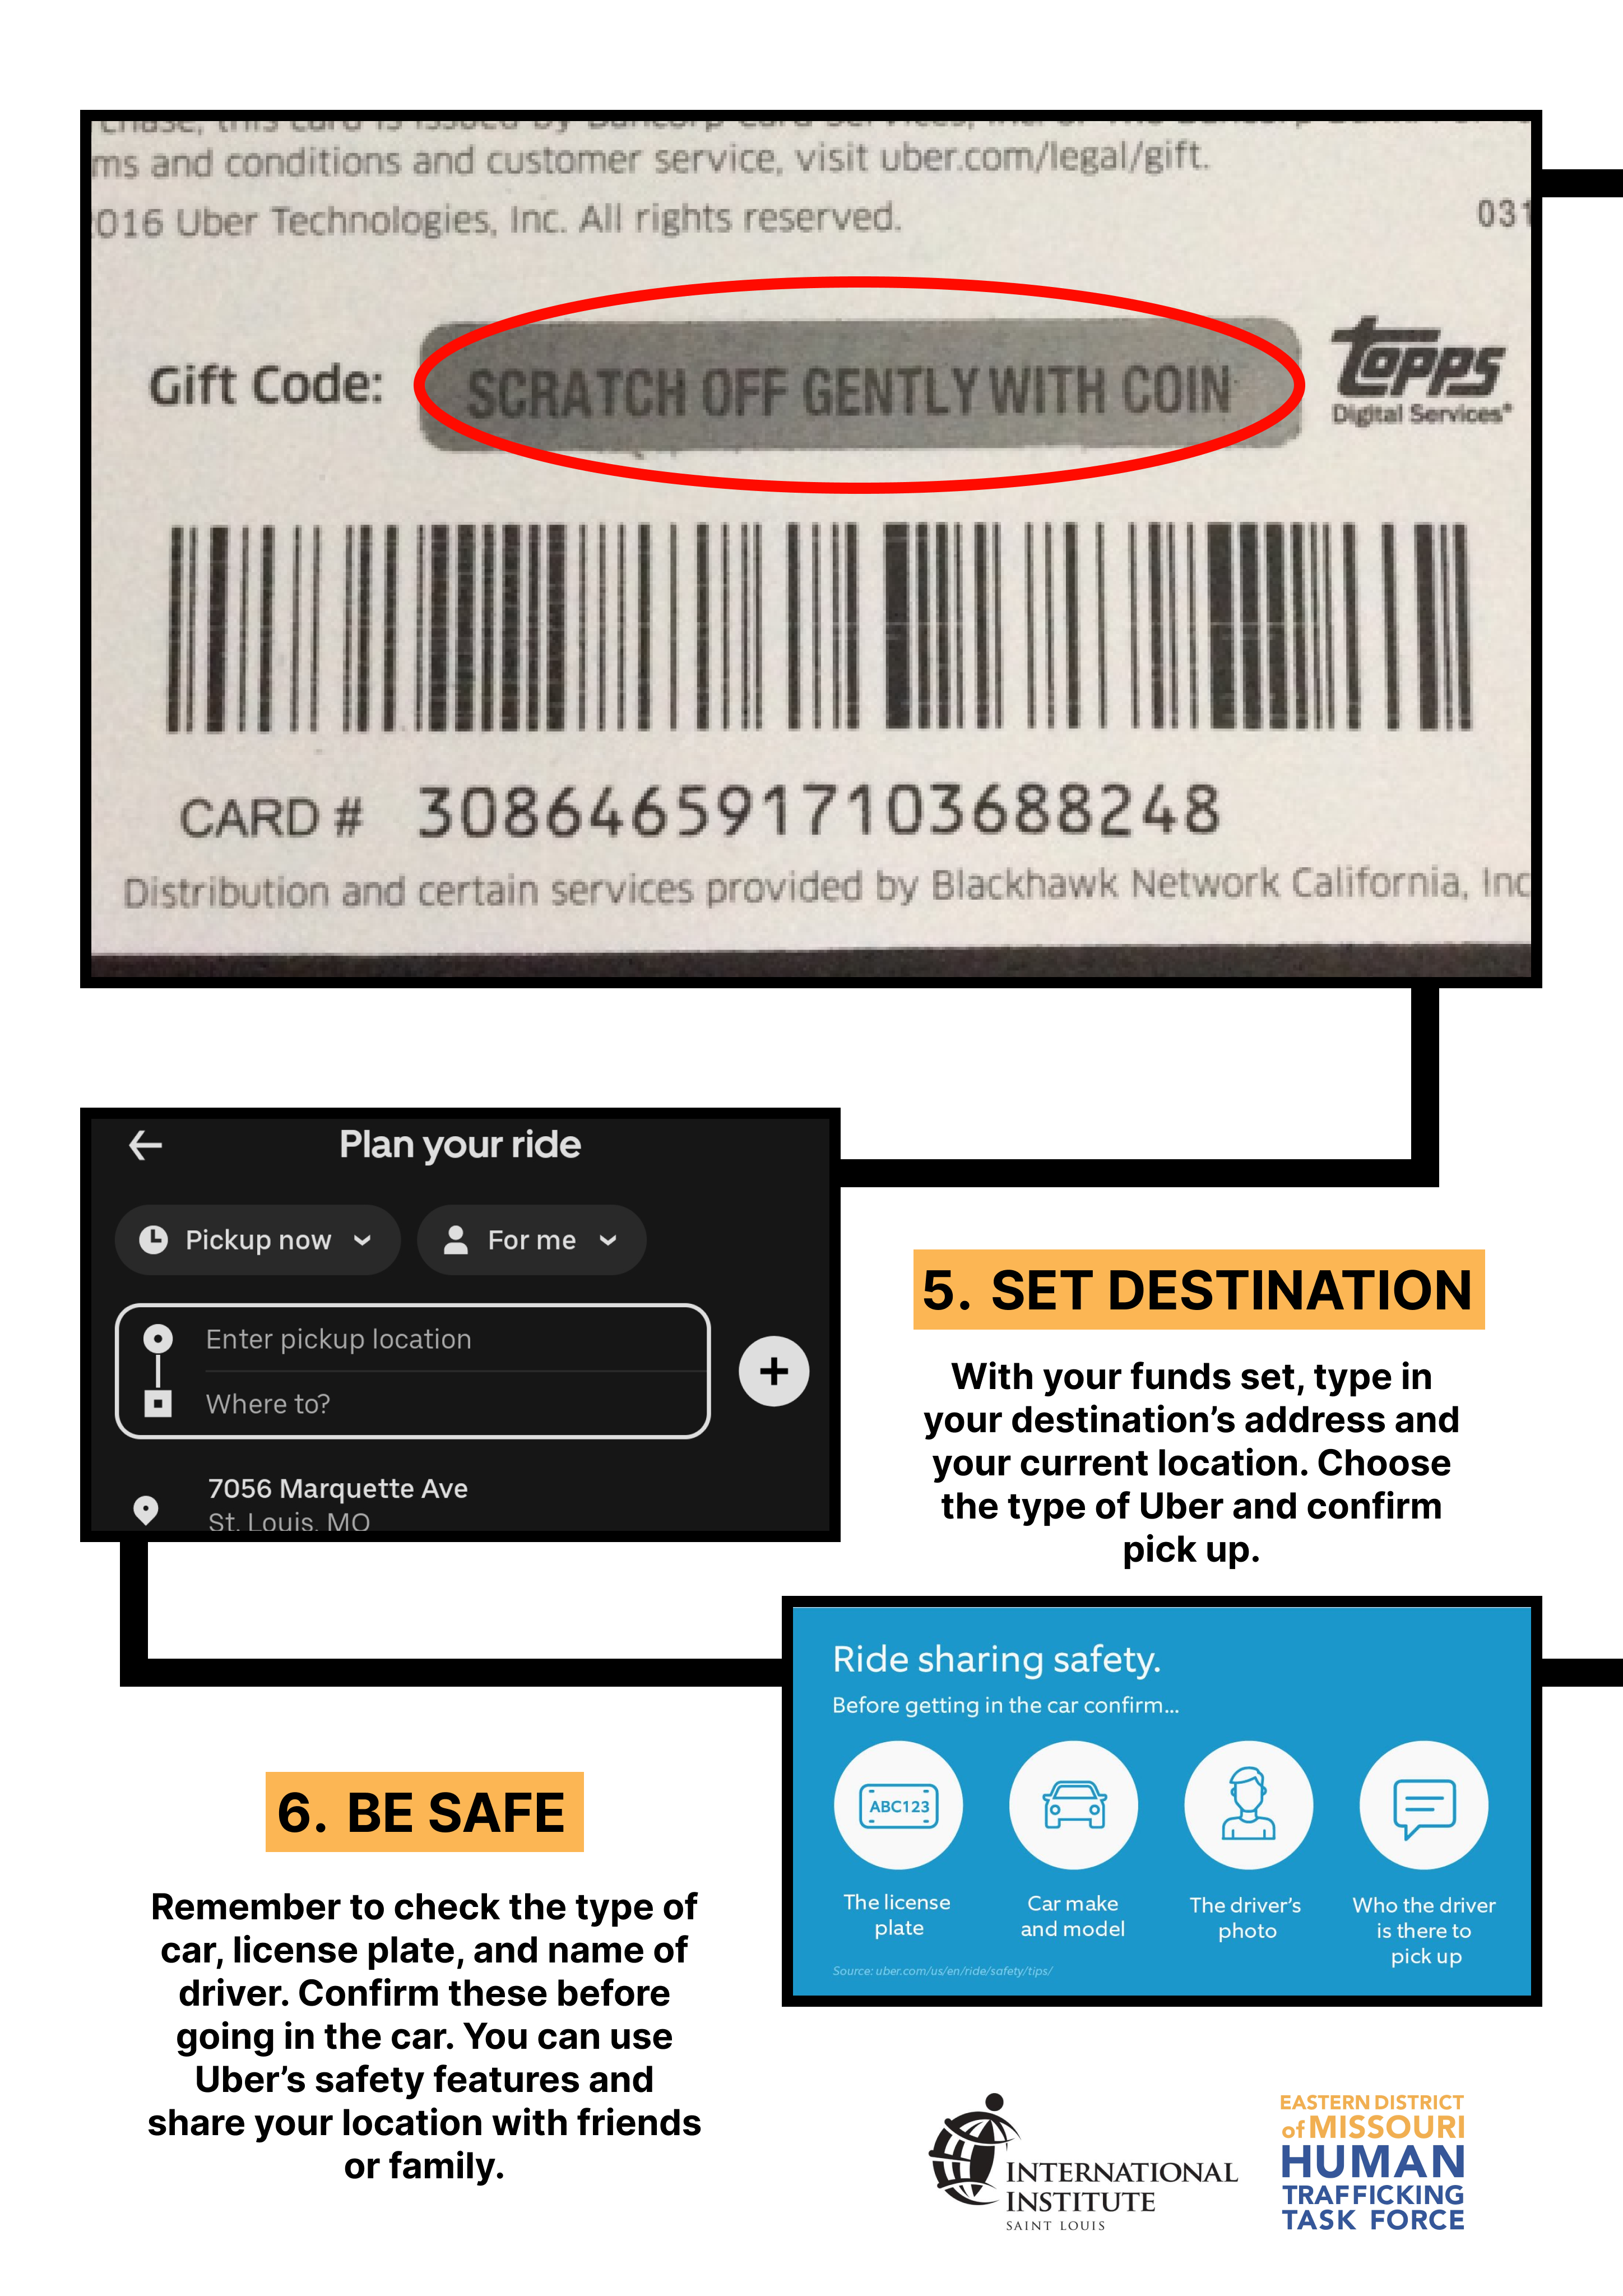 ms and conditions and customer service, visit uber.com/legal/gift.
2016 Uber Technologies, Inc. All rights reserved.
031
Gift Code:
SCRATCH OFF GENTLY WITH COIN
topps
Digital Services
CARD # 3086465917103688248
Distribution and certain services provided by Blackhawk Network California, Inc
Plan your ride
Pickup now
For me
Enter pickup location
Where to?
7056 Marquette Ave
St. Louis, MO
5. SET DESTINATION
With your funds set, type in
your destination’s address and
your current location. Choose
the type of Uber and confirm
pick up.
Ride sharing safety.
Before getting in the car confirm...
ABC123
The license
plate
Car make
and model
The driver’s
photo
Who the driver
is there to
pick up
Source: uber.com/us/en/ride/safety/tips/
6. BE SAFE
Remember to check the type of
car, license plate, and name of
driver. Confirm these before
going in the car. You can use
Uber’s safety features and
share your location with friends
or family.
INTERNATIONAL
INSTITUTE
SAINT LOUIS
EASTERN DISTRICT
of MISSOURI
HUMAN
TRAFFICKING
TASK FORCE